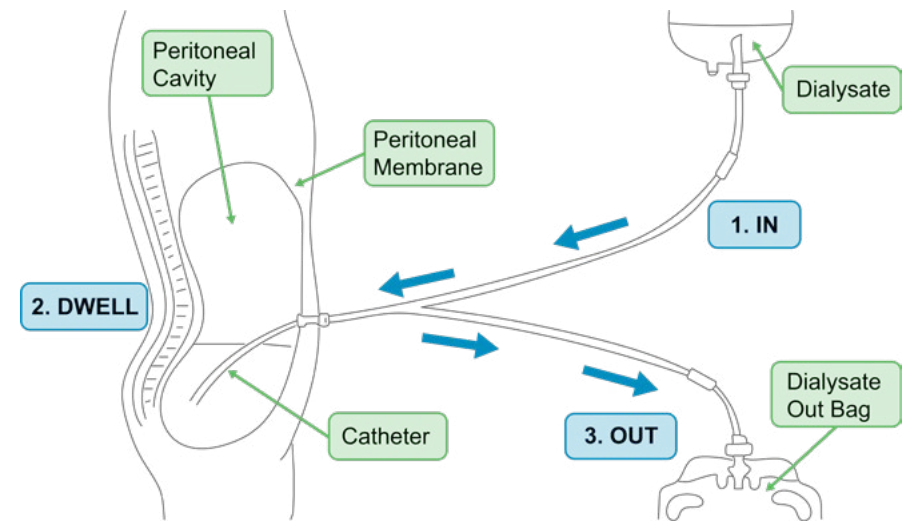 Peritoneal
Cavity
Dialysate
Peritoneal
Membrane
1. IN
2. DWELL
Dialysate
Out Bag
Catheter
3. OUT